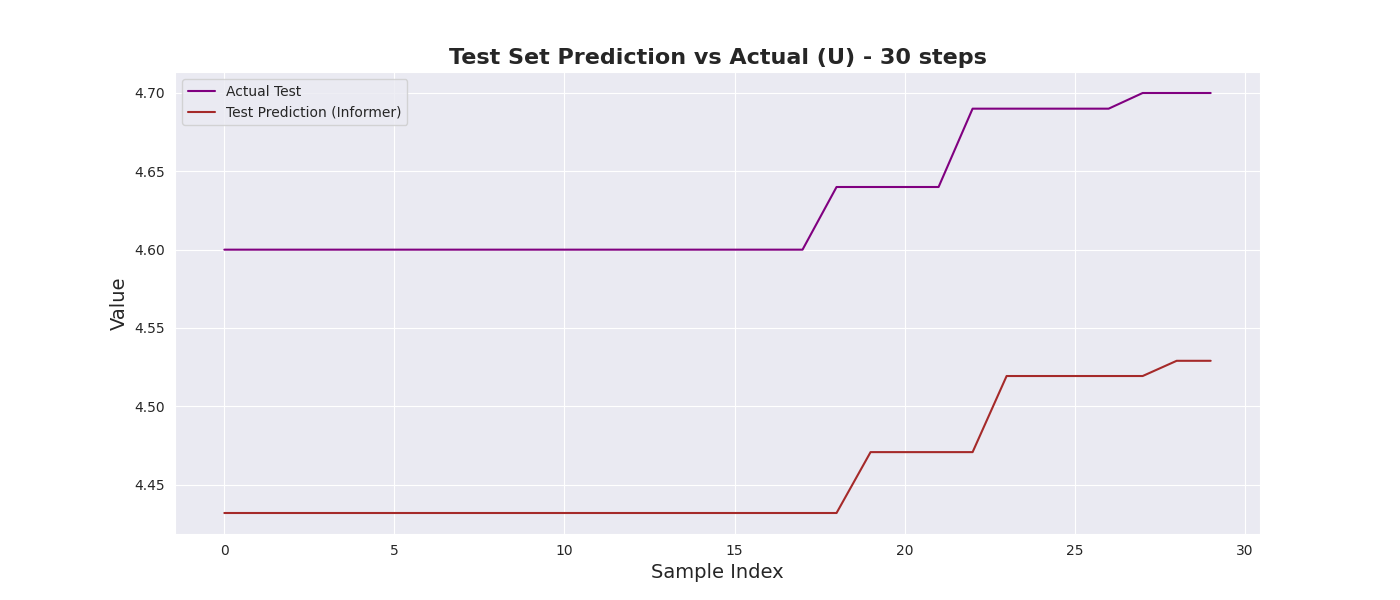 Test Set Prediction vs Actual (U) - 30 steps
Actual Test
Test Prediction (Informer)
4.70
4.65
4.60
4.55
4.50
4.45
Value
0 5 10 15 20 25 30
Sample Index